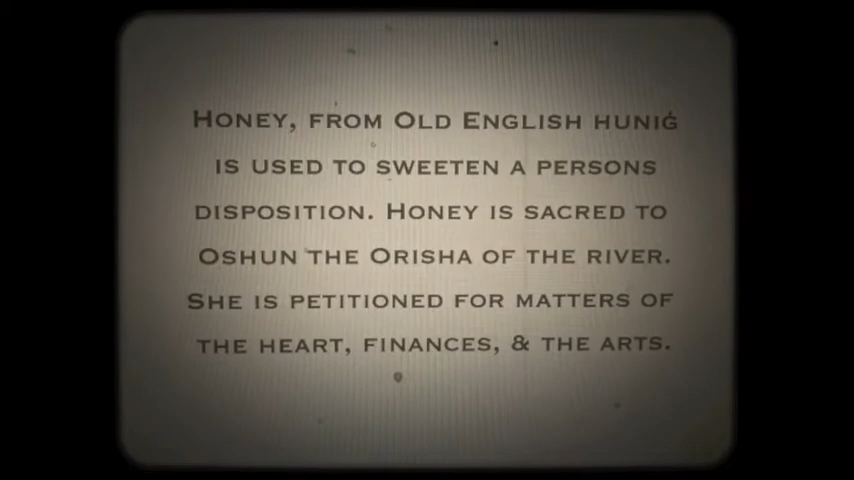 Honey, from Old English huniġ
is used to sweeten a persons
disposition. Honey is sacred to
Oshun the Orisha of the river.
She is petitioned for matters of
the heart, finances, & the arts.